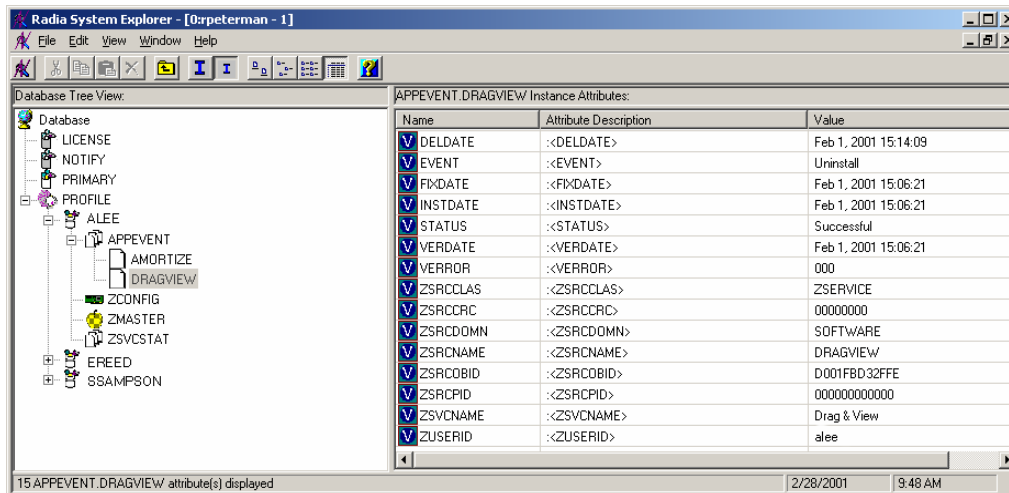 Radia System Explorer - [0:rpeterman - 1]
File Edit View Window Help
Database Tree View:
APPEVENT.DRAGVIEW Instance Attributes:
Database
LICENSE
NOTIFY
PRIMARY
PROFILE
ALEE
APPEVENT
AMORTIZE
DRAGVIEW
ZCONFIG
ZMASTER
ZSVCSTAT
EREED
SSAMPSON
Name Attribute Description Value
V DELDATE :<DELDATE> Feb 1, 2001 15:14:09
V EVENT :<EVENT> Uninstall
V FIXDATE :<FIXDATE> Feb 1, 2001 15:06:21
V INSTDATE :<INSTDATE> Feb 1, 2001 15:06:21
V STATUS :<STATUS> Successful
V VERDATE :<VERDATE> Feb 1, 2001 15:06:21
V VERROR :<VERROR> 000
V ZSRCCLAS :<ZSRCCLAS> ZSERVICE
V ZSRCCRC :<ZSRCCRC> 00000000
V ZSRCDOMN :<ZSRCDOMN> SOFTWARE
V ZSRCNAME :<ZSRCNAME> DRAGVIEW
V ZSRCOBID :<ZSRCOBID> D001FBD32FFE
V ZSRCPID :<ZSRCPID> 000000000000
V ZSVCNAME :<ZSVCNAME> Drag & View
V ZUSERID :<ZUSERID> alee
15 APPEVENT.DRAGVIEW attribute(s) displayed 2/28/2001 9:48 AM